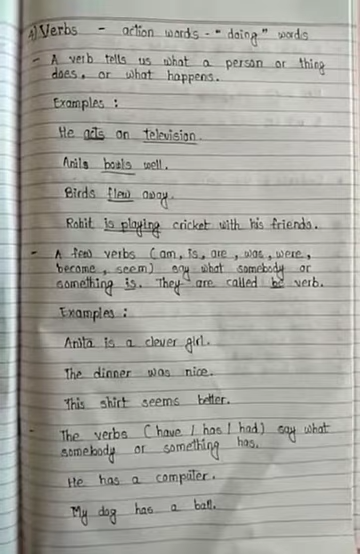 A) Verbs - action words - "doing" words
- A verb tells us what a person or thing
does, or what happens.
Examples :
He acts on television.
Anila books well.
Birds flew away.
Rohit is playing cricket with his friends.
- A few verbs (am, is, are, was, were,
become, seem) say what somebody or
something is. They are called be verb.
Examples :
Anita is a clever girl.
The dinner was nice.
This shirt seems better.
- The verbs (have / has / had) say what
somebody or something has.
He has a computer.
My dog has a ball.